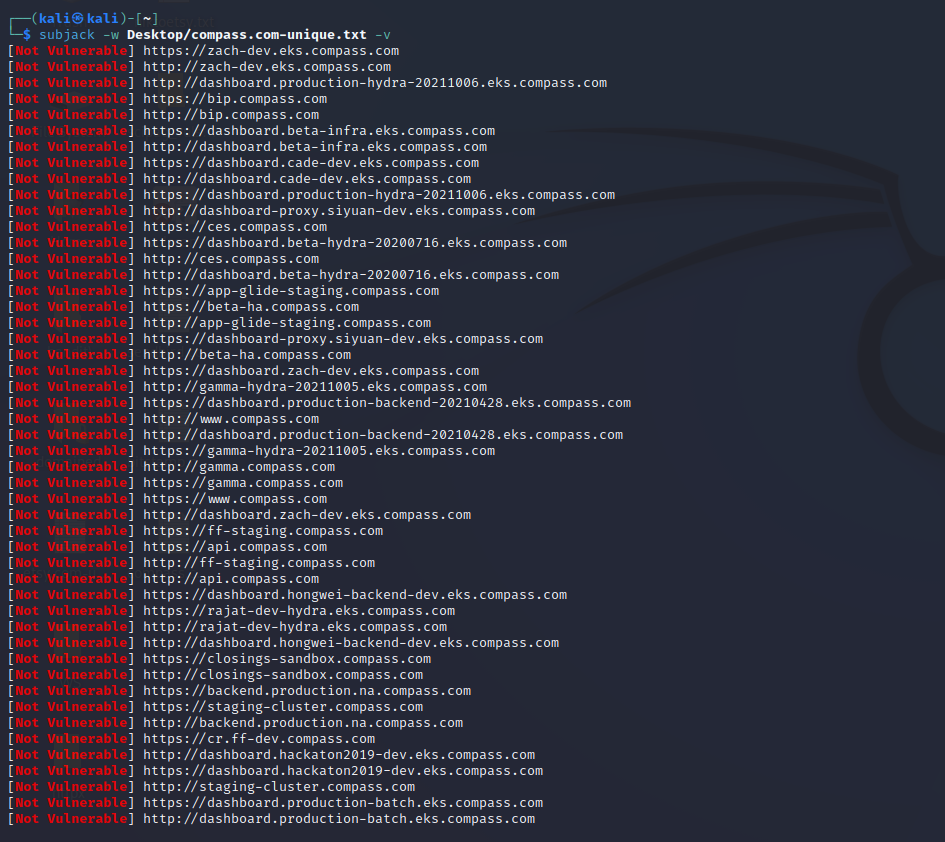 ┌──(kali㉿kali)-[~]
└─$ subjack -w Desktop/compass.com-unique.txt -v
[Not Vulnerable] https://zach-dev.eks.compass.com
[Not Vulnerable] http://zach-dev.eks.compass.com
[Not Vulnerable] http://dashboard.production-hydra-20211006.eks.compass.com
[Not Vulnerable] https://bip.compass.com
[Not Vulnerable] http://bip.compass.com
[Not Vulnerable] https://dashboard.beta-infra.eks.compass.com
[Not Vulnerable] http://dashboard.beta-infra.eks.compass.com
[Not Vulnerable] https://dashboard.cade-dev.eks.compass.com
[Not Vulnerable] http://dashboard.cade-dev.eks.compass.com
[Not Vulnerable] https://dashboard.production-hydra-20211006.eks.compass.com
[Not Vulnerable] http://dashboard-proxy.siyuan-dev.eks.compass.com
[Not Vulnerable] https://ces.compass.com
[Not Vulnerable] https://dashboard.beta-hydra-20200716.eks.compass.com
[Not Vulnerable] http://ces.compass.com
[Not Vulnerable] http://dashboard.beta-hydra-20200716.eks.compass.com
[Not Vulnerable] https://app-glide-staging.compass.com
[Not Vulnerable] https://beta-ha.compass.com
[Not Vulnerable] http://app-glide-staging.compass.com
[Not Vulnerable] https://dashboard-proxy.siyuan-dev.eks.compass.com
[Not Vulnerable] http://beta-ha.compass.com
[Not Vulnerable] https://dashboard.zach-dev.eks.compass.com
[Not Vulnerable] http://gamma-hydra-20211005.eks.compass.com
[Not Vulnerable] https://dashboard.production-backend-20210428.eks.compass.com
[Not Vulnerable] http://www.compass.com
[Not Vulnerable] http://dashboard.production-backend-20210428.eks.compass.com
[Not Vulnerable] https://gamma-hydra-20211005.eks.compass.com
[Not Vulnerable] http://gamma.compass.com
[Not Vulnerable] https://gamma.compass.com
[Not Vulnerable] https://www.compass.com
[Not Vulnerable] http://dashboard.zach-dev.eks.compass.com
[Not Vulnerable] https://ff-staging.compass.com
[Not Vulnerable] https://api.compass.com
[Not Vulnerable] http://ff-staging.compass.com
[Not Vulnerable] http://api.compass.com
[Not Vulnerable] https://dashboard.hongwei-backend-dev.eks.compass.com
[Not Vulnerable] https://rajat-dev-hydra.eks.compass.com
[Not Vulnerable] http://rajat-dev-hydra.eks.compass.com
[Not Vulnerable] http://dashboard.hongwei-backend-dev.eks.compass.com
[Not Vulnerable] https://closings-sandbox.compass.com
[Not Vulnerable] http://closings-sandbox.compass.com
[Not Vulnerable] https://backend.production.na.compass.com
[Not Vulnerable] https://staging-cluster.compass.com
[Not Vulnerable] http://backend.production.na.compass.com
[Not Vulnerable] https://cr.ff-dev.compass.com
[Not Vulnerable] http://dashboard.hackaton2019-dev.eks.compass.com
[Not Vulnerable] https://dashboard.hackaton2019-dev.eks.compass.com
[Not Vulnerable] http://staging-cluster.compass.com
[Not Vulnerable] https://dashboard.production-batch.eks.compass.com
[Not Vulnerable] http://dashboard.production-batch.eks.compass.com